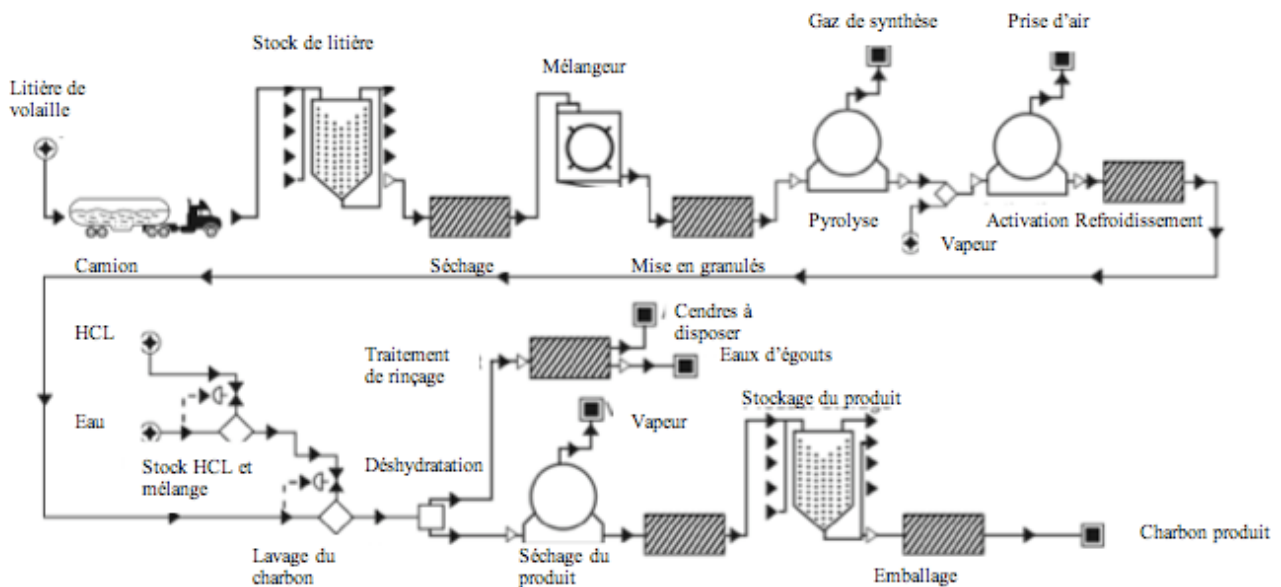 Gaz de synthèse
Prise d'air
Stock de litière
Mélangeur
Litière de
volaille
Pyrolyse
Activation
Refroidissement
Vapeur
Camion
Séchage
Mise en granulés
Cendres à
disposer
HCL
Traitement
de rinçage
Eaux d'égouts
Stockage du produit
Eau
Vapeur
Stock HCL et
mélange
Déshydratation
Charbon produit
Lavage du
charbon
Séchage du
produit
Emballage